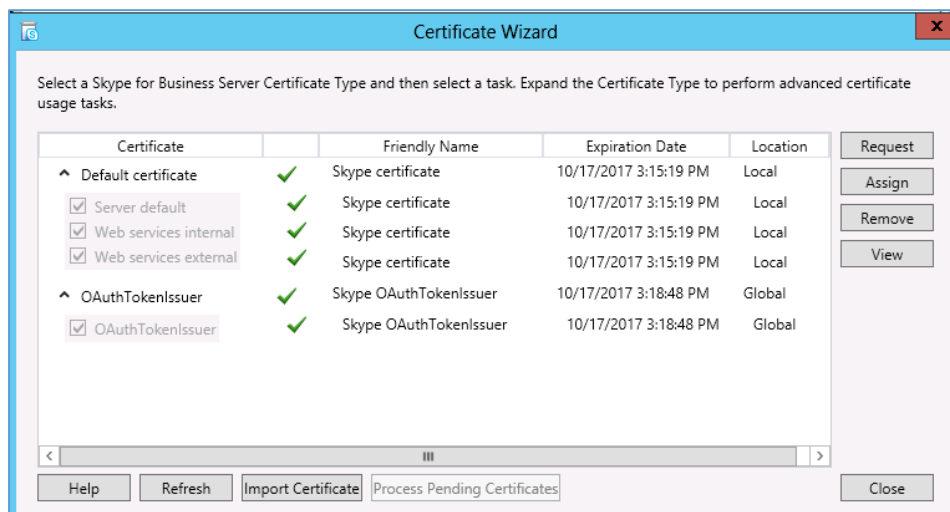 Certificate Wizard
x
Select a Skype for Business Server Certificate Type and then select a task. Expand the Certificate Type to perform advanced certificate
usage tasks.
Certificate Friendly Name Expiration Date Location
Default certificate Skype certificate 10/17/2017 3:15:19 PM Local
Server default Skype certificate 10/17/2017 3:15:19 PM Local
Web services internal Skype certificate 10/17/2017 3:15:19 PM Local
Web services external Skype certificate 10/17/2017 3:15:19 PM Local
OAuthTokenIssuer Skype OAuthTokenIssuer 10/17/2017 3:18:48 PM Global
OAuthTokenIssuer Skype OAuthTokenIssuer 10/17/2017 3:18:48 PM Global
Request
Assign
Remove
View
Help Refresh Import Certificate Process Pending Certificates Close